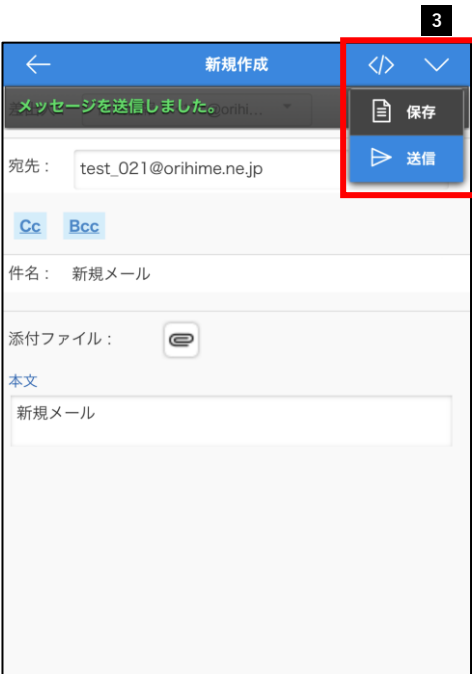 3
新規作成 </>
メッセージを送信しました。
保存
宛先： test_021@orihime.ne.jp
送信
Cc Bcc
件名： 新規メール
添付ファイル：
本文
新規メール